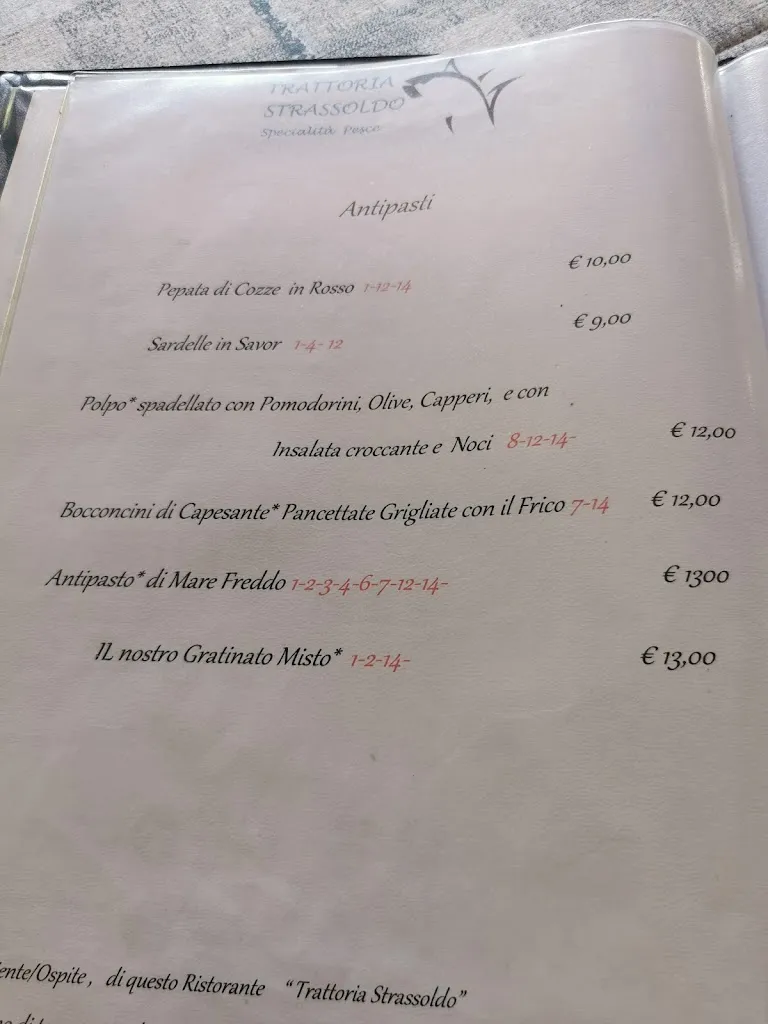 TRATTORIA
STRASSOLDO
Specialità Pesce
Antipasti
Pepata di Cozze in Rosso 1-12-14 € 10,00
Sardelle in Savor 1-4- 12 € 9,00
Polpo* spadellato con Pomodorini, Olive, Capperi, e con
Insalata croccante e Noci 8-12-14- € 12,00
Bocconcini di Capesante* Pancettate Grigliate con il Frico 7-14 € 12,00
Antipasto* di Mare Freddo 1-2-3-4-6-7-12-14- € 1300
IL nostro Gratinato Misto* 1-2-14- € 13,00
ente/Ospite, di questo Ristorante “Trattoria Strassoldo”